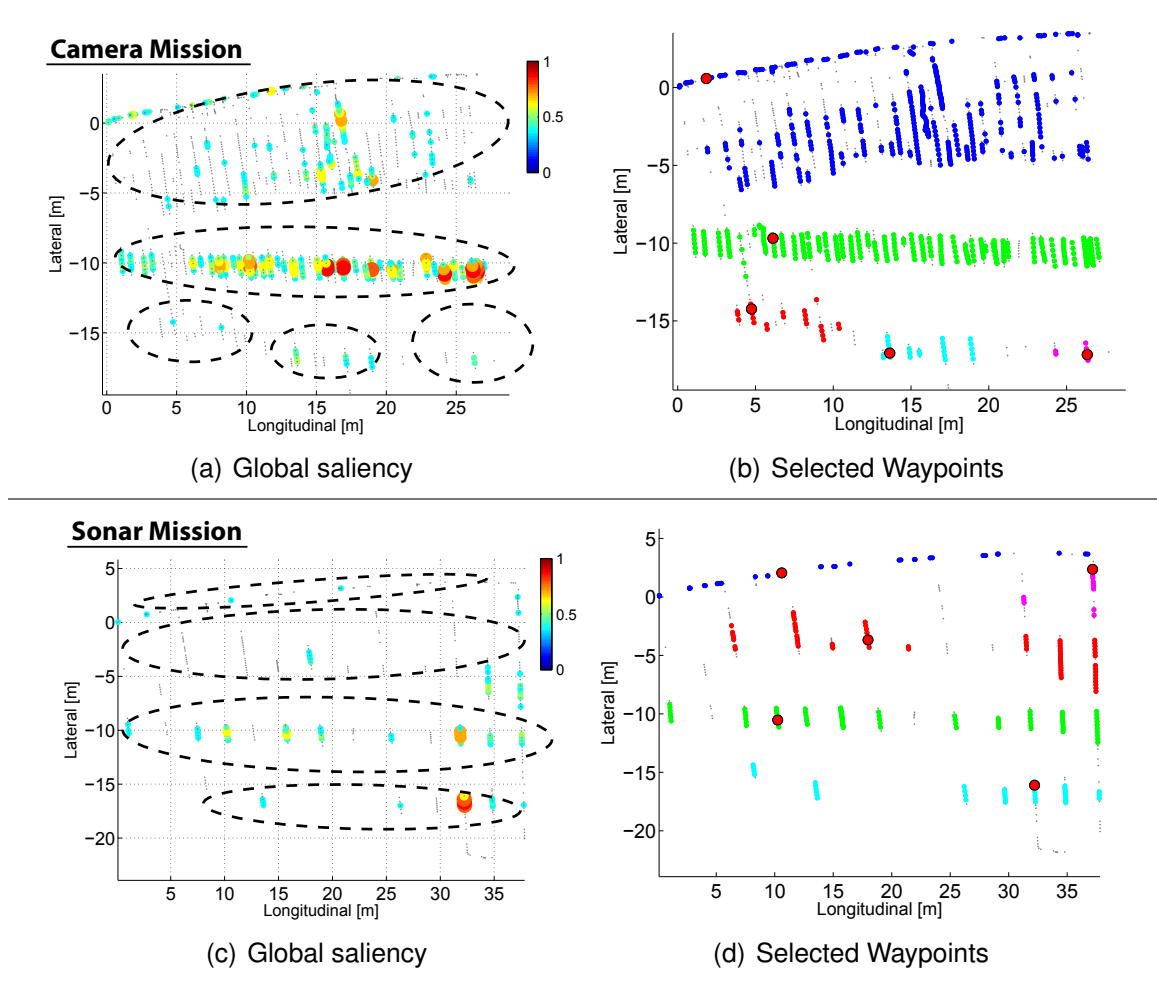 Camera Mission
1
0.5
0
0
−5
−10
−15
Lateral [m]
0 5 10 15 20 25
Longitudinal [m]
(a) Global saliency
0
−5
−10
−15
Lateral [m]
0 5 10 15 20 25
Longitudinal [m]
(b) Selected Waypoints
Sonar Mission
1
0.5
0
5
0
−5
−10
−15
−20
Lateral [m]
5 10 15 20 25 30 35
Longitudinal [m]
(c) Global saliency
5
0
−5
−10
−15
−20
Lateral [m]
5 10 15 20 25 30 35
Longitudinal [m]
(d) Selected Waypoints